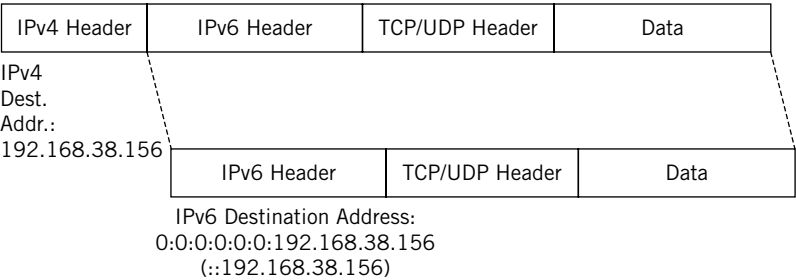 IPv4 Header IPv6 Header TCP/UDP Header Data
IPv4
Dest.
Addr.:
192.168.38.156
IPv6 Header TCP/UDP Header Data
IPv6 Destination Address:
0:0:0:0:0:0:192.168.38.156
(::192.168.38.156)